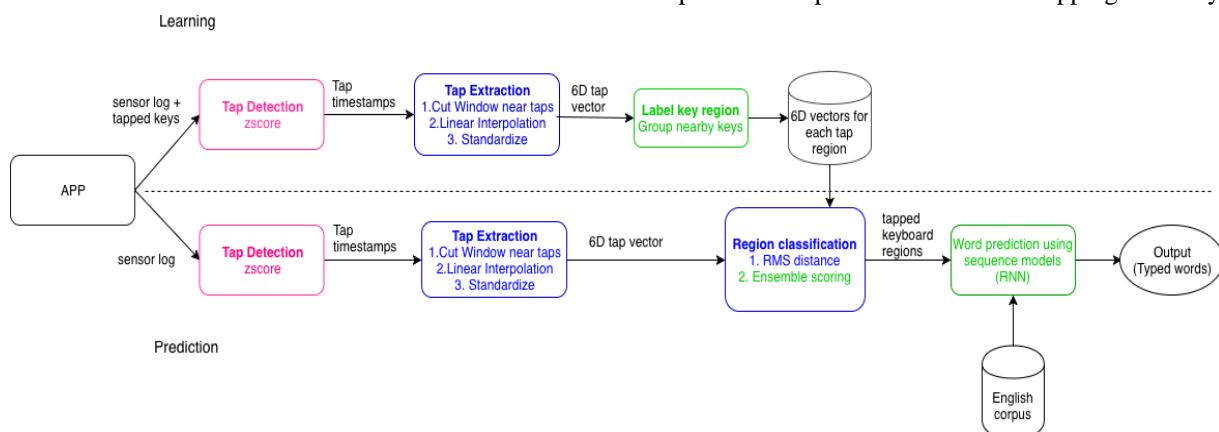 Learning
sensor log +
tapped keys
Tap Detection
zscore
Tap
timestamps
Tap Extraction
1.Cut Window near taps
2.Linear Interpolation
3. Standardize
6D tap
vector
Label key region
Group nearby keys
6D vectors for
each tap
region
APP
sensor log
Tap Detection
zscore
Tap
timestamps
Tap Extraction
1.Cut Window near taps
2.Linear Interpolation
3. Standardize
6D tap vector
Region classification
1. RMS distance
2. Ensemble scoring
tapped
keyboard
regions
Word prediction using
sequence models
(RNN)
Output
(Typed words)
Prediction
English
corpus